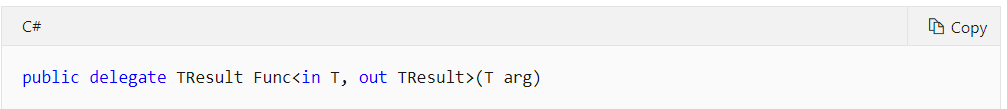 C#
Copy
public delegate TResult Func<in T, out TResult>(T arg)